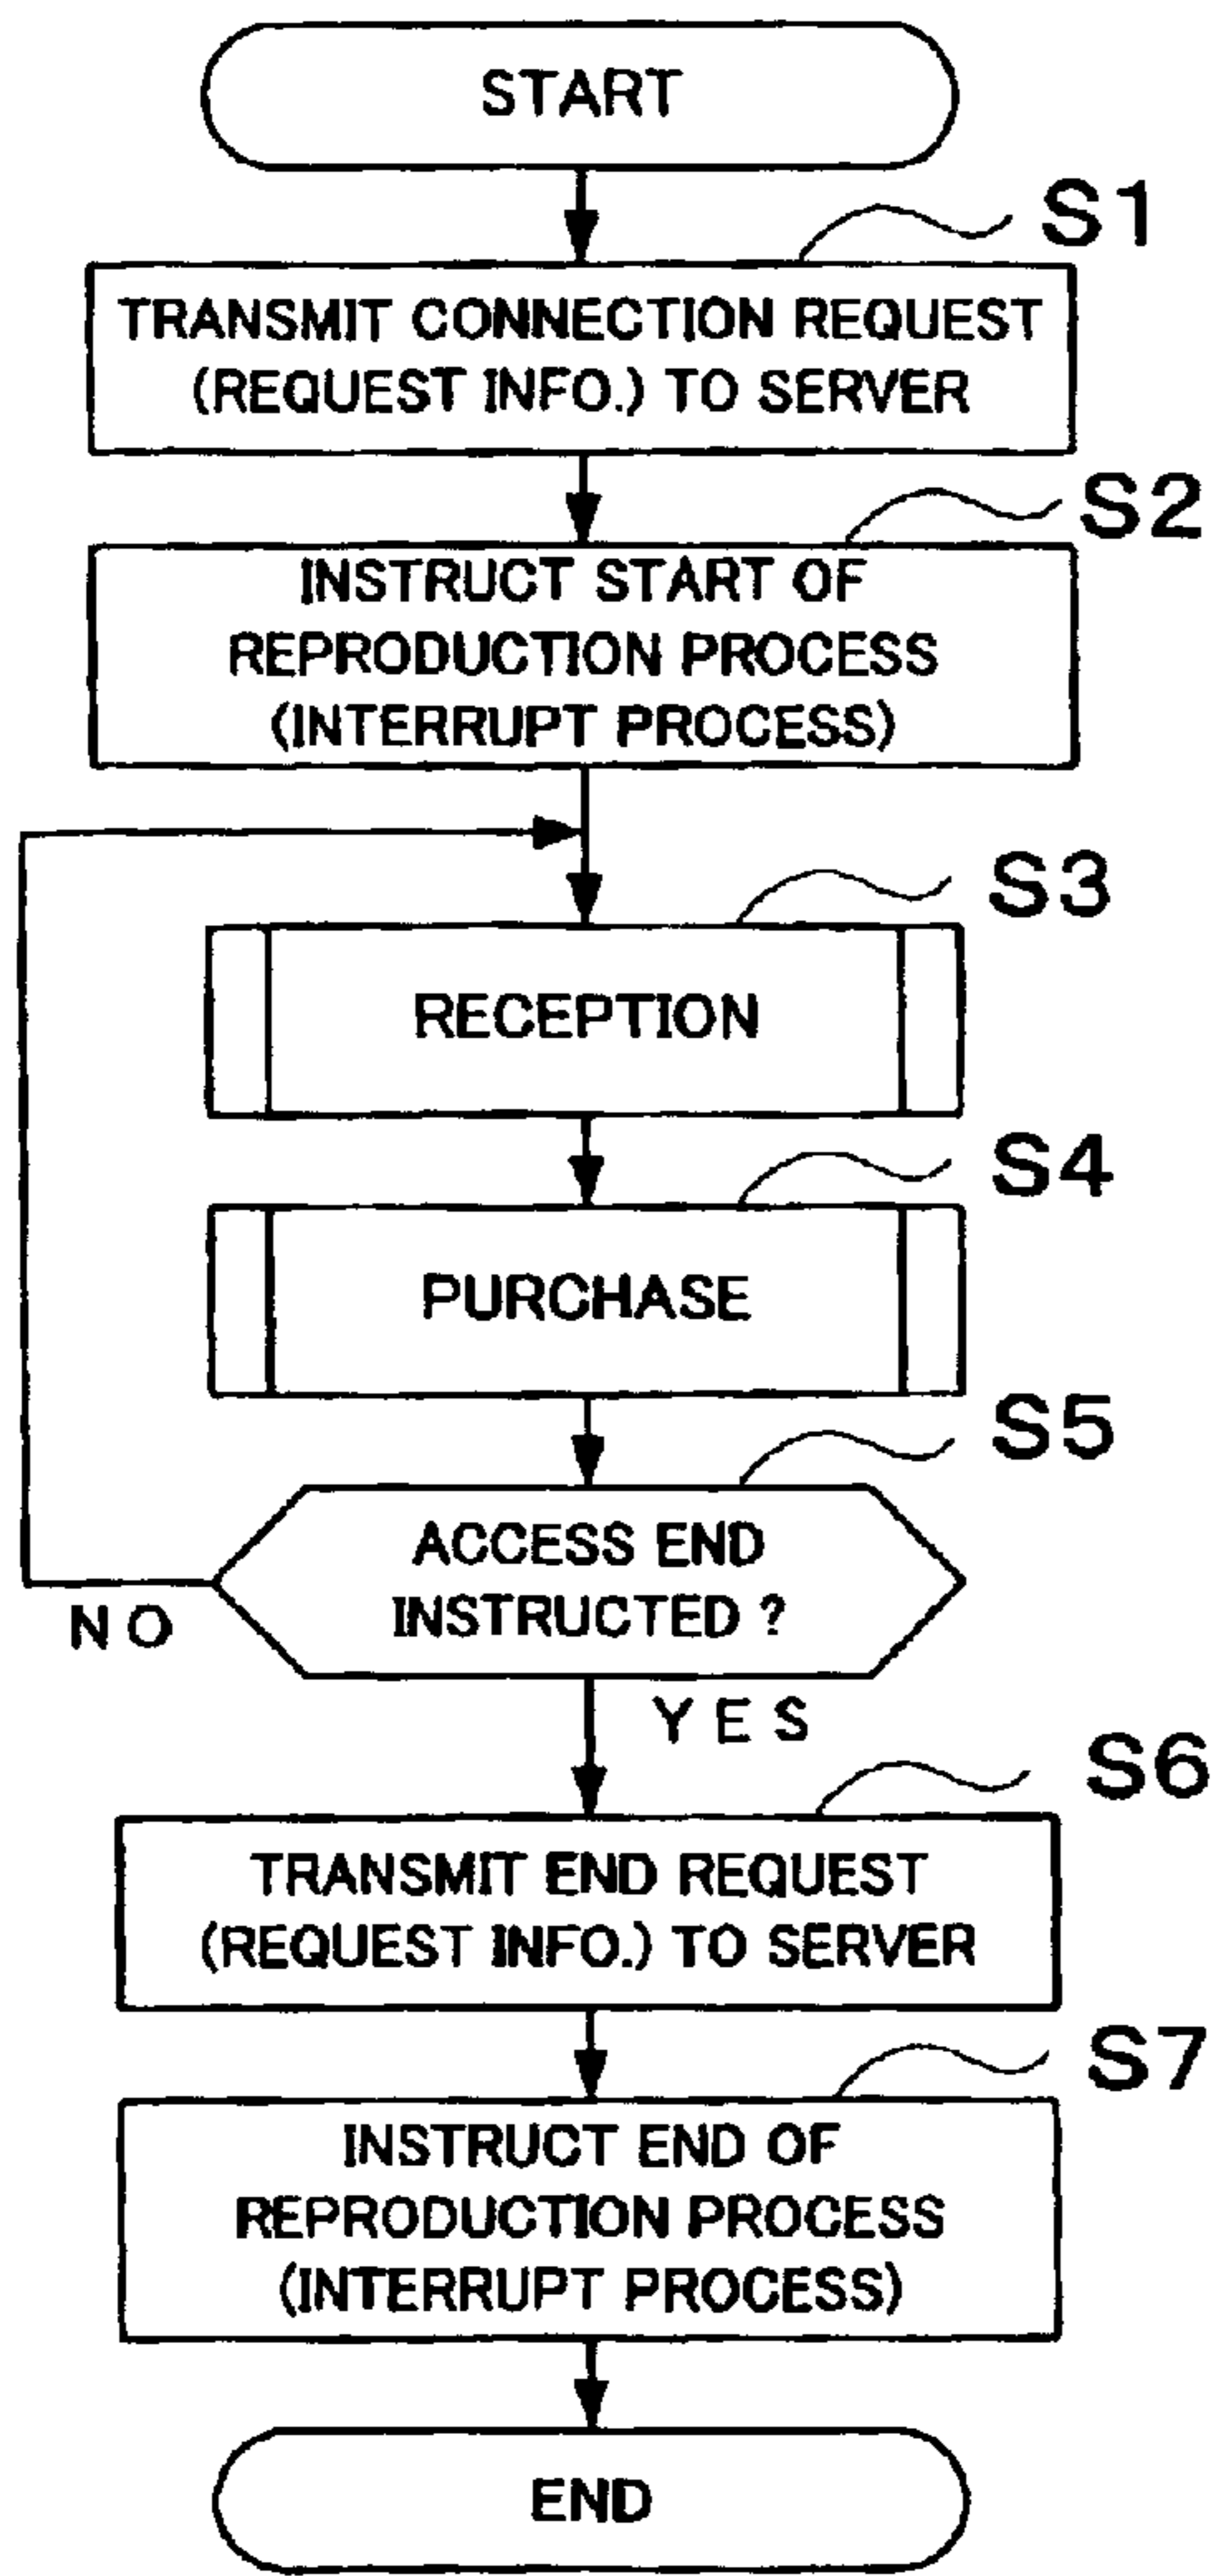 START
S1
TRANSMIT CONNECTION REQUEST
(REQUEST INFO.) TO SERVER
S2
INSTRUCT START OF
REPRODUCTION PROCESS
(INTERRUPT PROCESS)
S3
RECEPTION
S4
PURCHASE
S5
ACCESS END
INSTRUCTED ?
NO
YES
S6
TRANSMIT END REQUEST
(REQUEST INFO.) TO SERVER
S7
INSTRUCT END OF
REPRODUCTION PROCESS
(INTERRUPT PROCESS)
END